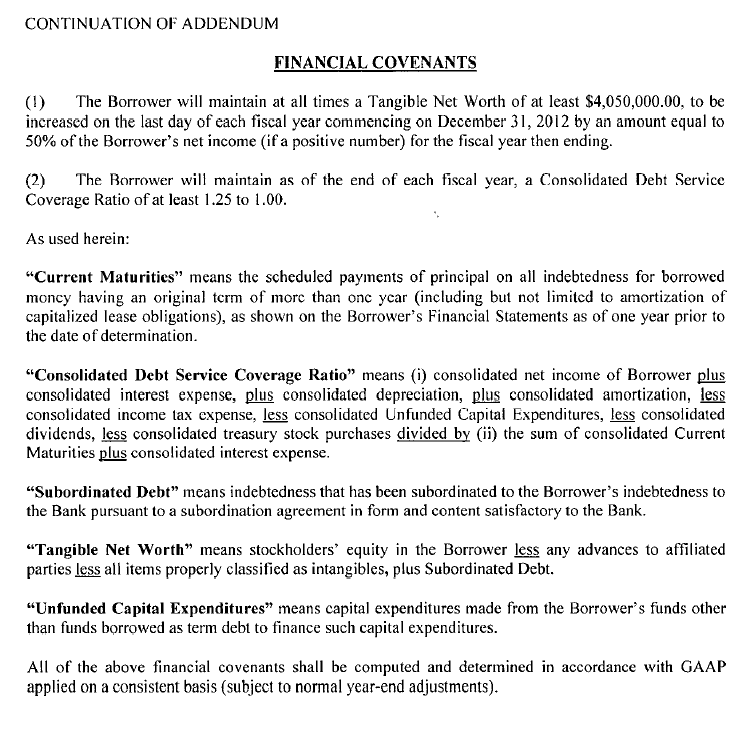 CONTINUATION OF ADDENDUM
FINANCIAL COVENANTS
(1) The Borrower will maintain at all times a Tangible Net Worth of at least $4,050,000.00, to be
increased on the last day of each fiscal year commencing on December 31, 2012 by an amount equal to
50% of the Borrower's net income (if a positive number) for the fiscal year then ending.
(2) The Borrower will maintain as of the end of each fiscal year, a Consolidated Debt Service
Coverage Ratio of at least 1.25 to 1.00.
As used herein:
“Current Maturities” means the scheduled payments of principal on all indebtedness for borrowed
money having an original term of more than one year (including but not limited to amortization of
capitalized lease obligations), as shown on the Borrower's Financial Statements as of one year prior to
the date of determination.
“Consolidated Debt Service Coverage Ratio” means (i) consolidated net income of Borrower plus
consolidated interest expense, plus consolidated depreciation, plus consolidated amortization, less
consolidated income tax expense, less consolidated Unfunded Capital Expenditures, less consolidated
dividends, less consolidated treasury stock purchases divided by (ii) the sum of consolidated Current
Maturities plus consolidated interest expense.
“Subordinated Debt” means indebtedness that has been subordinated to the Borrower's indebtedness to
the Bank pursuant to a subordination agreement in form and content satisfactory to the Bank.
“Tangible Net Worth” means stockholders' equity in the Borrower less any advances to affiliated
parties less all items properly classified as intangibles, plus Subordinated Debt.
“Unfunded Capital Expenditures” means capital expenditures made from the Borrower's funds other
than funds borrowed as term debt to finance such capital expenditures.
All of the above financial covenants shall be computed and determined in accordance with GAAP
applied on a consistent basis (subject to normal year-end adjustments).